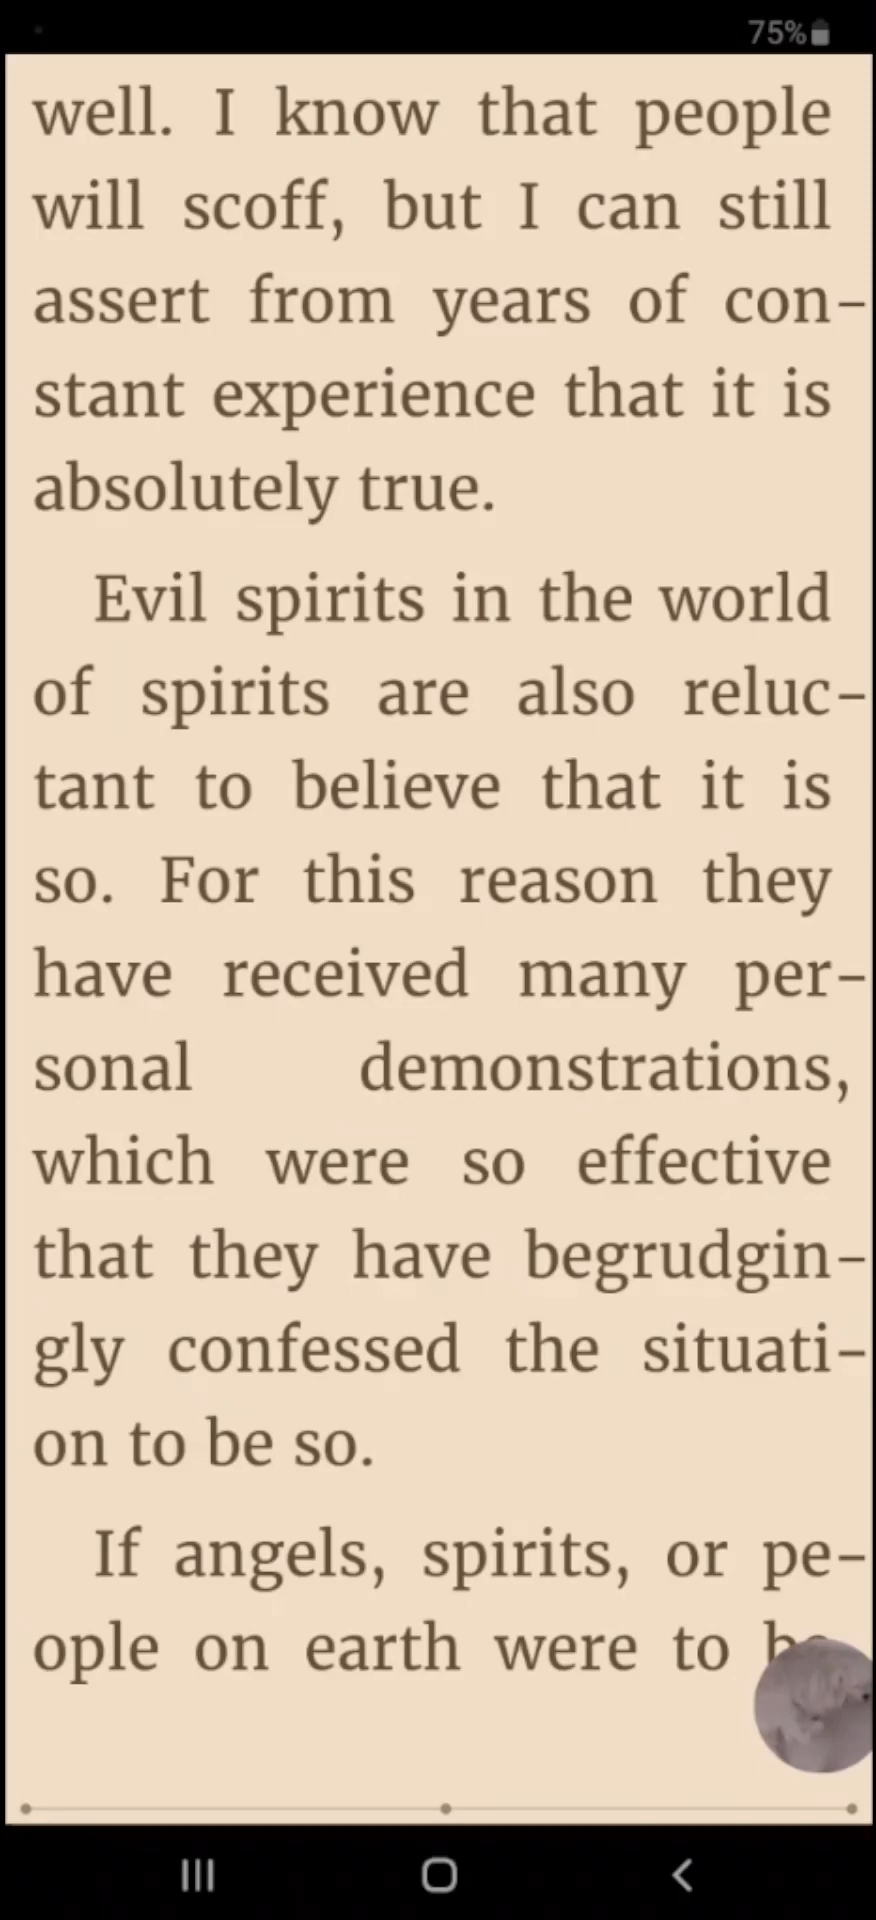 75%
well. I know that people
will scoff, but I can still
assert from years of con-
stant experience that it is
absolutely true.
Evil spirits in the world
of spirits are also reluc-
tant to believe that it is
so. For this reason they
have received many per-
sonal demonstrations,
which were so effective
that they have begrudgin-
gly confessed the situati-
on to be so.
If angels, spirits, or pe-
ople on earth were to